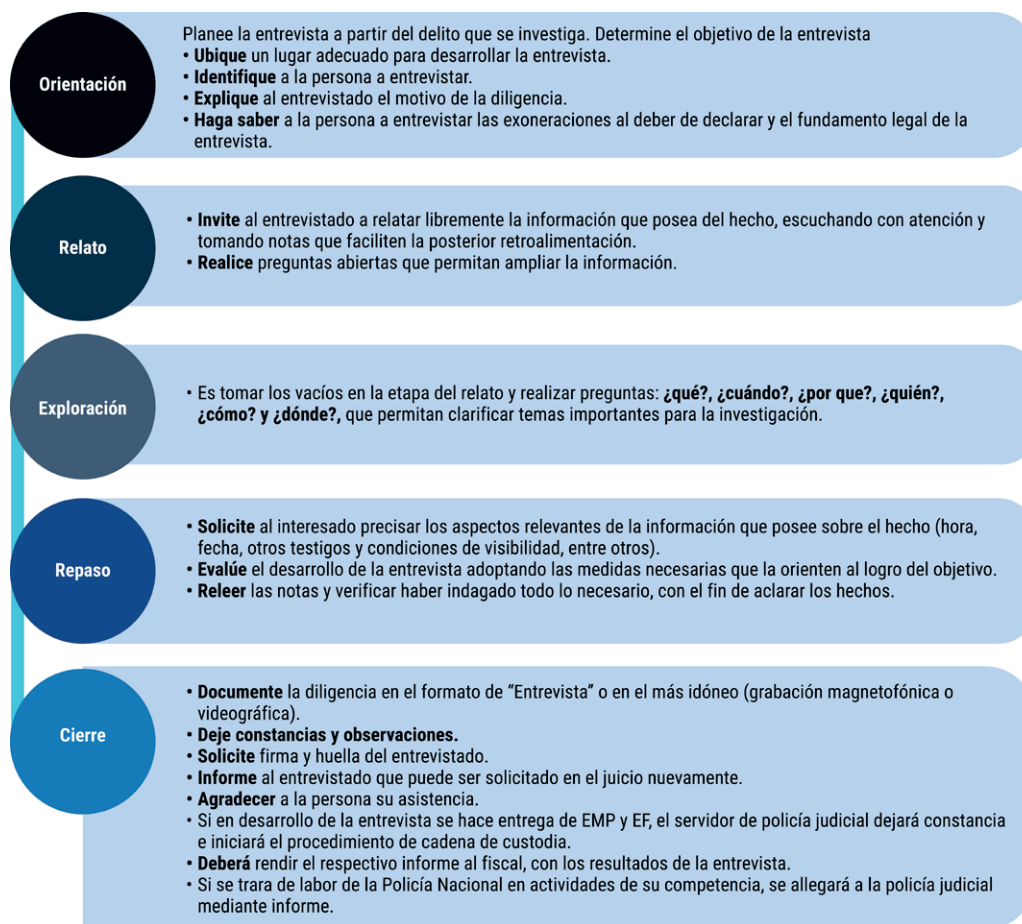 Orientación
Planee la entrevista a partir del delito que se investiga. Determine el objetivo de la entrevista
• Ubique un lugar adecuado para desarrollar la entrevista.
• Identifique a la persona a entrevistar.
• Explique al entrevistado el motivo de la diligencia.
• Haga saber a la persona a entrevistar las exoneraciones al deber de declarar y el fundamento legal de la
entrevista.
Relato
• Invite al entrevistado a relatar libremente la información que posea del hecho, escuchando con atención y
tomando notas que faciliten la posterior retroalimentación.
• Realice preguntas abiertas que permitan ampliar la información.
Exploración
• Es tomar los vacíos en la etapa del relato y realizar preguntas: ¿qué?, ¿cuándo?, ¿por que?, ¿quién?,
¿cómo? y ¿dónde?, que permitan clarificar temas importantes para la investigación.
Repaso
• Solicite al interesado precisar los aspectos relevantes de la información que posee sobre el hecho (hora,
fecha, otros testigos y condiciones de visibilidad, entre otros).
• Evalúe el desarrollo de la entrevista adoptando las medidas necesarias que la orienten al logro del objetivo.
• Releer las notas y verificar haber indagado todo lo necesario, con el fin de aclarar los hechos.
Cierre
• Documente la diligencia en el formato de “Entrevista” o en el más idóneo (grabación magnetofónica o
videográfica).
• Deje constancias y observaciones.
• Solicite firma y huella del entrevistado.
• Informe al entrevistado que puede ser solicitado en el juicio nuevamente.
• Agradecer a la persona su asistencia.
• Si en desarrollo de la entrevista se hace entrega de EMP y EF, el servidor de policía judicial dejará constancia
e iniciará el procedimiento de cadena de custodia.
• Deberá rendir el respectivo informe al fiscal, con los resultados de la entrevista.
• Si se trara de labor de la Policía Nacional en actividades de su competencia, se allegará a la policía judicial
mediante informe.